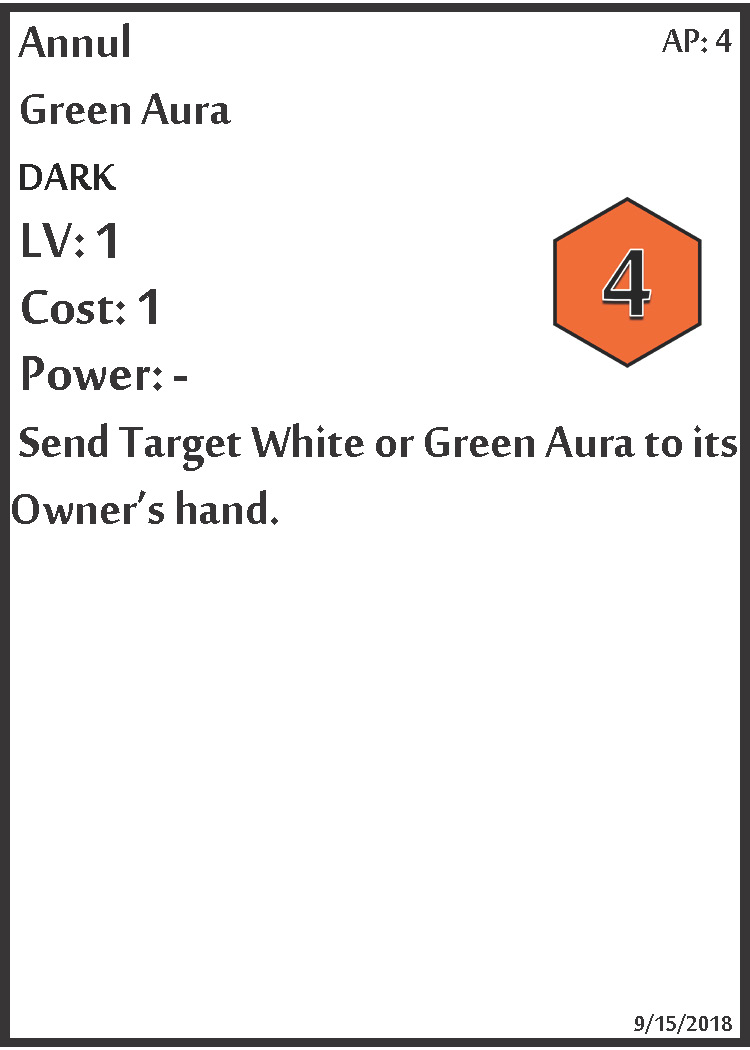 Annul
AP: 4
Green Aura
DARK
LV: 1
Cost: 1
4
Power: -
Send Target White or Green Aura to its
Owner’s hand.
9/15/2018